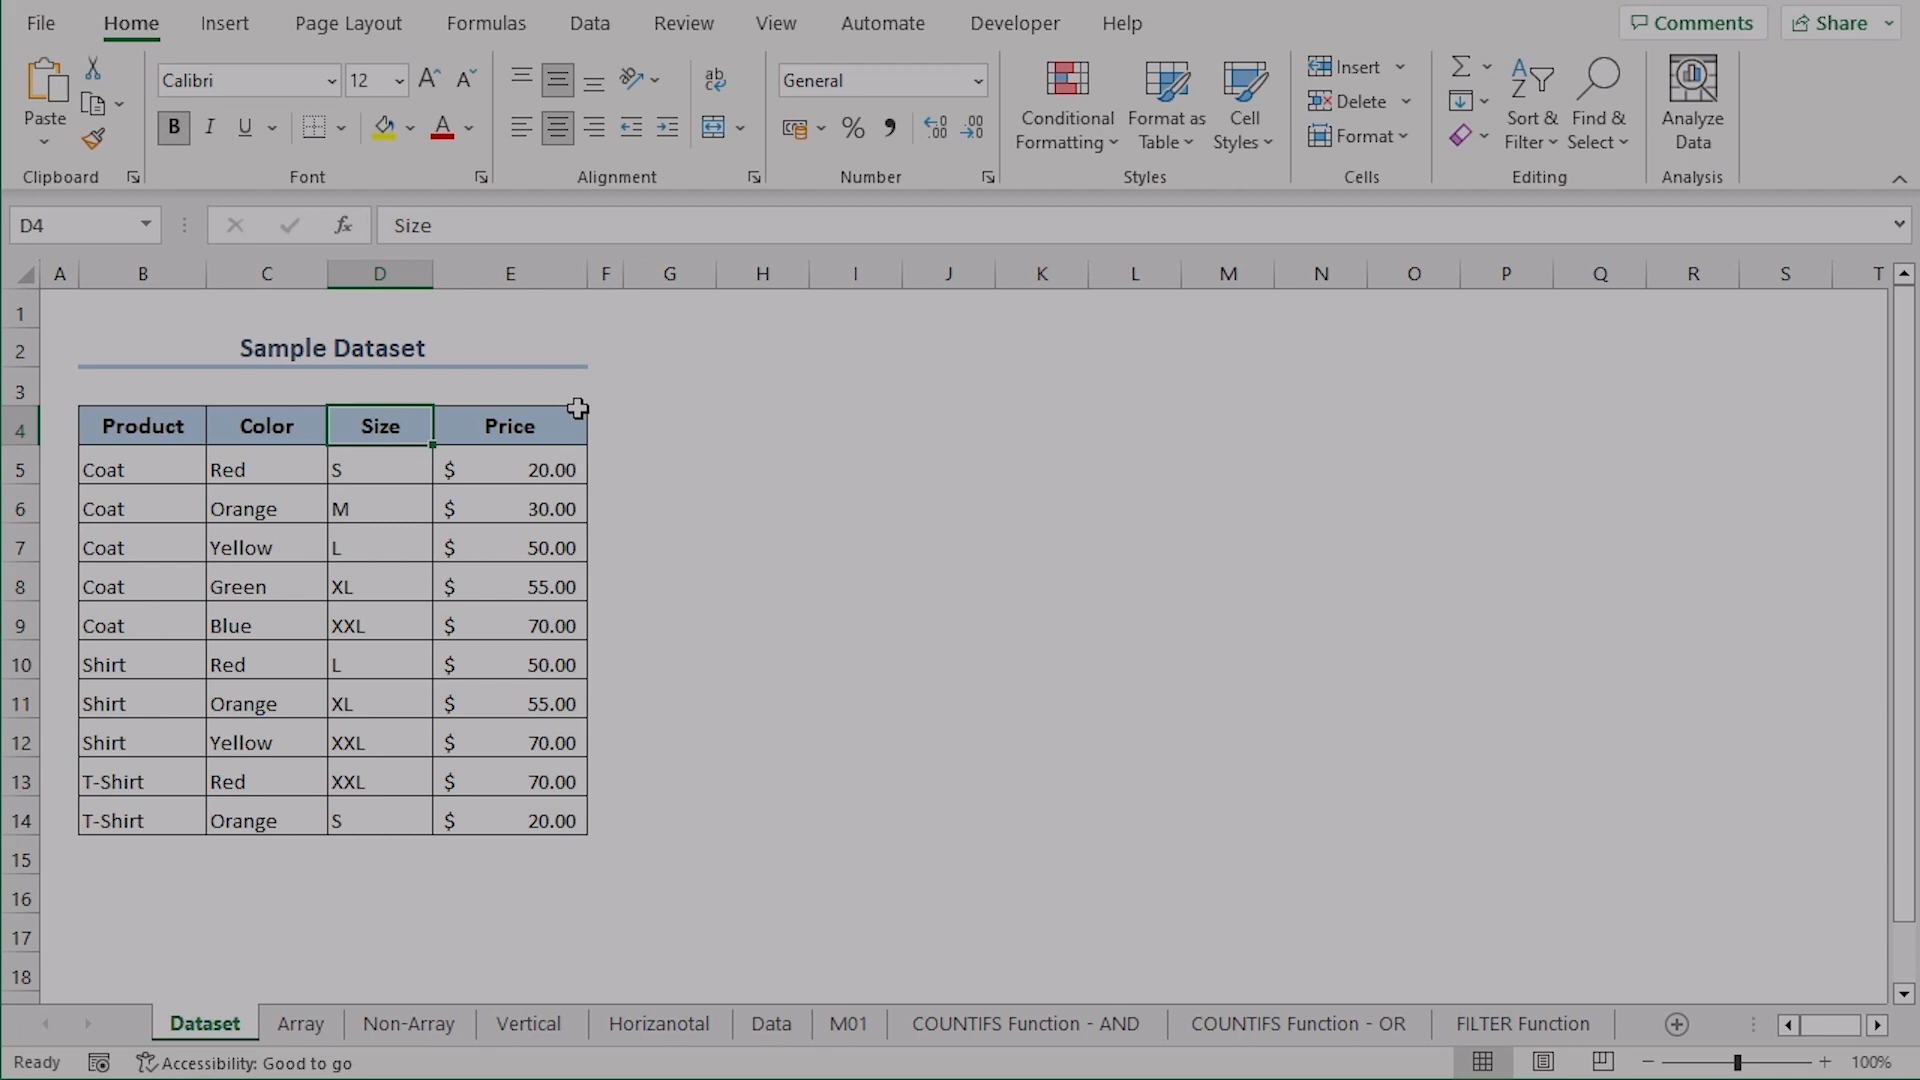 File Home Insert Page Layout Formulas Data Review View Automate Developer Help Comments Share
Paste Calibri 12 A A B I U A ab General % Conditional Formatting Format as Table Cell Styles Insert Delete Format Σ Sort & Filter Find & Select Analyze Data
Clipboard Font Alignment Number Styles Cells Editing Analysis
D4 fx Size
A B C D E F G H I J K L M N O P Q R S T
1
2 Sample Dataset
3
4 Product Color Size Price
5 Coat Red S $ 20.00
6 Coat Orange M $ 30.00
7 Coat Yellow L $ 50.00
8 Coat Green XL $ 55.00
9 Coat Blue XXL $ 70.00
10 Shirt Red L $ 50.00
11 Shirt Orange XL $ 55.00
12 Shirt Yellow XXL $ 70.00
13 T-Shirt Red XXL $ 70.00
14 T-Shirt Orange S $ 20.00
15
16
17
18
Dataset Array Non-Array Vertical Horizanotal Data M01 COUNTIFS Function - AND COUNTIFS Function - OR FILTER Function
Ready Accessibility: Good to go 100%